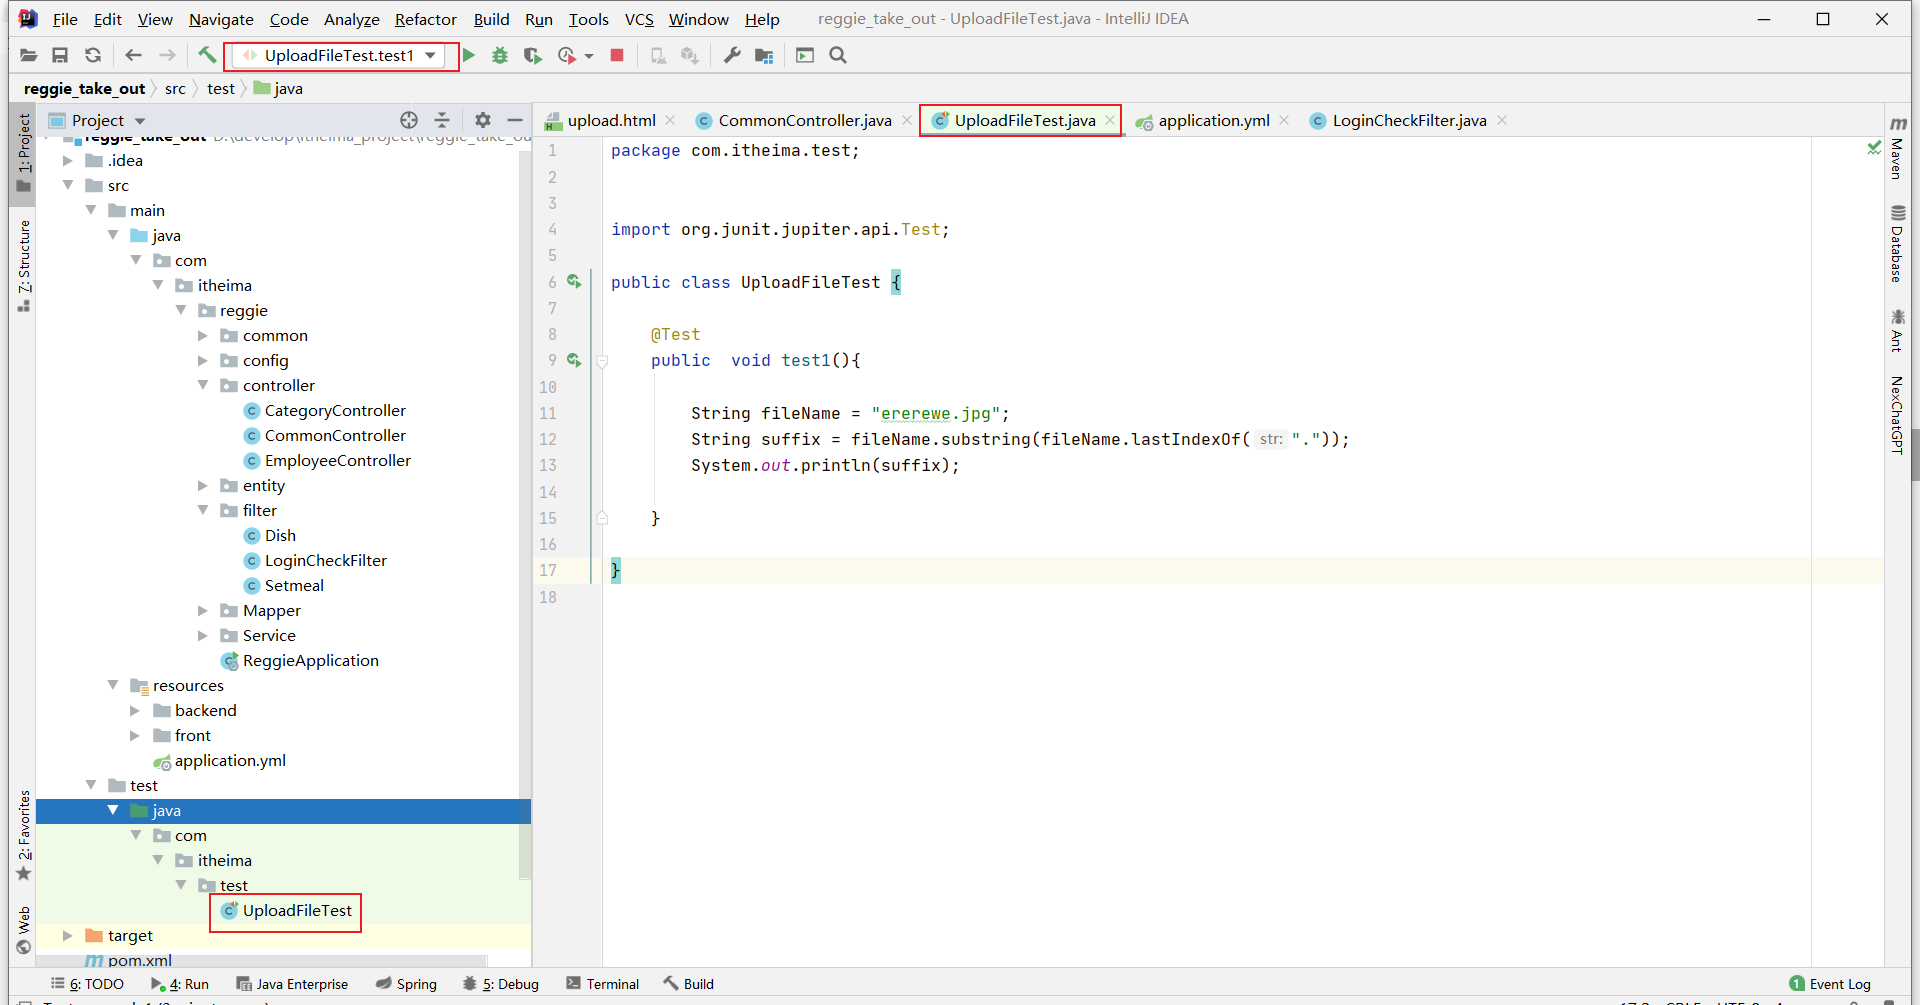 File Edit View Navigate Code Analyze Refactor Build Run Tools VCS Window Help reggie_take_out - UploadFileTest.java - IntelliJ IDEA
UploadFileTest.test1
reggie_take_out src test java
Project
upload.html CommonController.java UploadFileTest.java application.yml LoginCheckFilter.java
reggie_take_out D:\develop\itheima_project\reggie_take_ou
.idea
src
main
java
com
itheima
reggie
common
config
controller
CategoryController
CommonController
EmployeeController
entity
filter
Dish
LoginCheckFilter
Setmeal
Mapper
Service
ReggieApplication
resources
backend
front
application.yml
test
java
com
itheima
test
UploadFileTest
target
pom.xml
1 package com.itheima.test;
2
3
4 import org.junit.jupiter.api.Test;
5
6 public class UploadFileTest {
7
8 @Test
9 public  void test1(){
10
11 String fileName = "ererewe.jpg";
12 String suffix = fileName.substring(fileName.lastIndexOf( str: "."));
13 System.out.println(suffix);
14
15 }
16
17 }
18
1: Project
7: Structure
2: Favorites
Web
Maven
Database
Ant
NexChatGPT
6: TODO 4: Run Java Enterprise Spring 5: Debug Terminal Build 1 Event Log